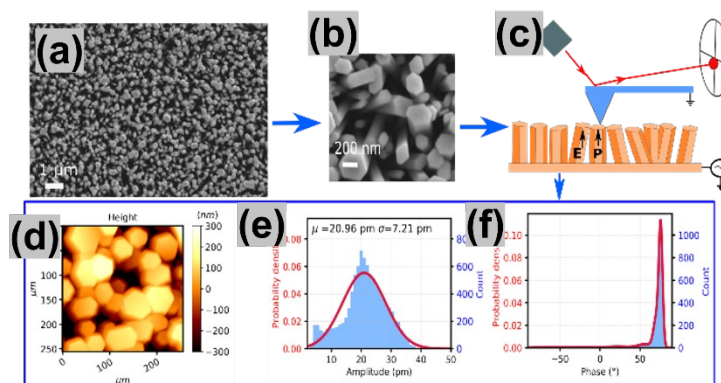 (a)
1 μm
(b)
200 nm
(c)
E P
(d)
Height
(nm)
300
200
100
0
-100
-200
-300
0
50
100
150
200
250
μm
0 100 200
μm
(e)
μ =20.96 pm σ=7.21 pm
0.08
0.06
0.04
0.02
0.00
Probability density
800
600
400
200
0
Count
0 10 20 30 40 50
Amplitude (pm)
(f)
0.10
0.08
0.06
0.04
0.02
0.00
Probability density
1000
800
600
400
200
0
Count
-50 0 50
Phase (°)